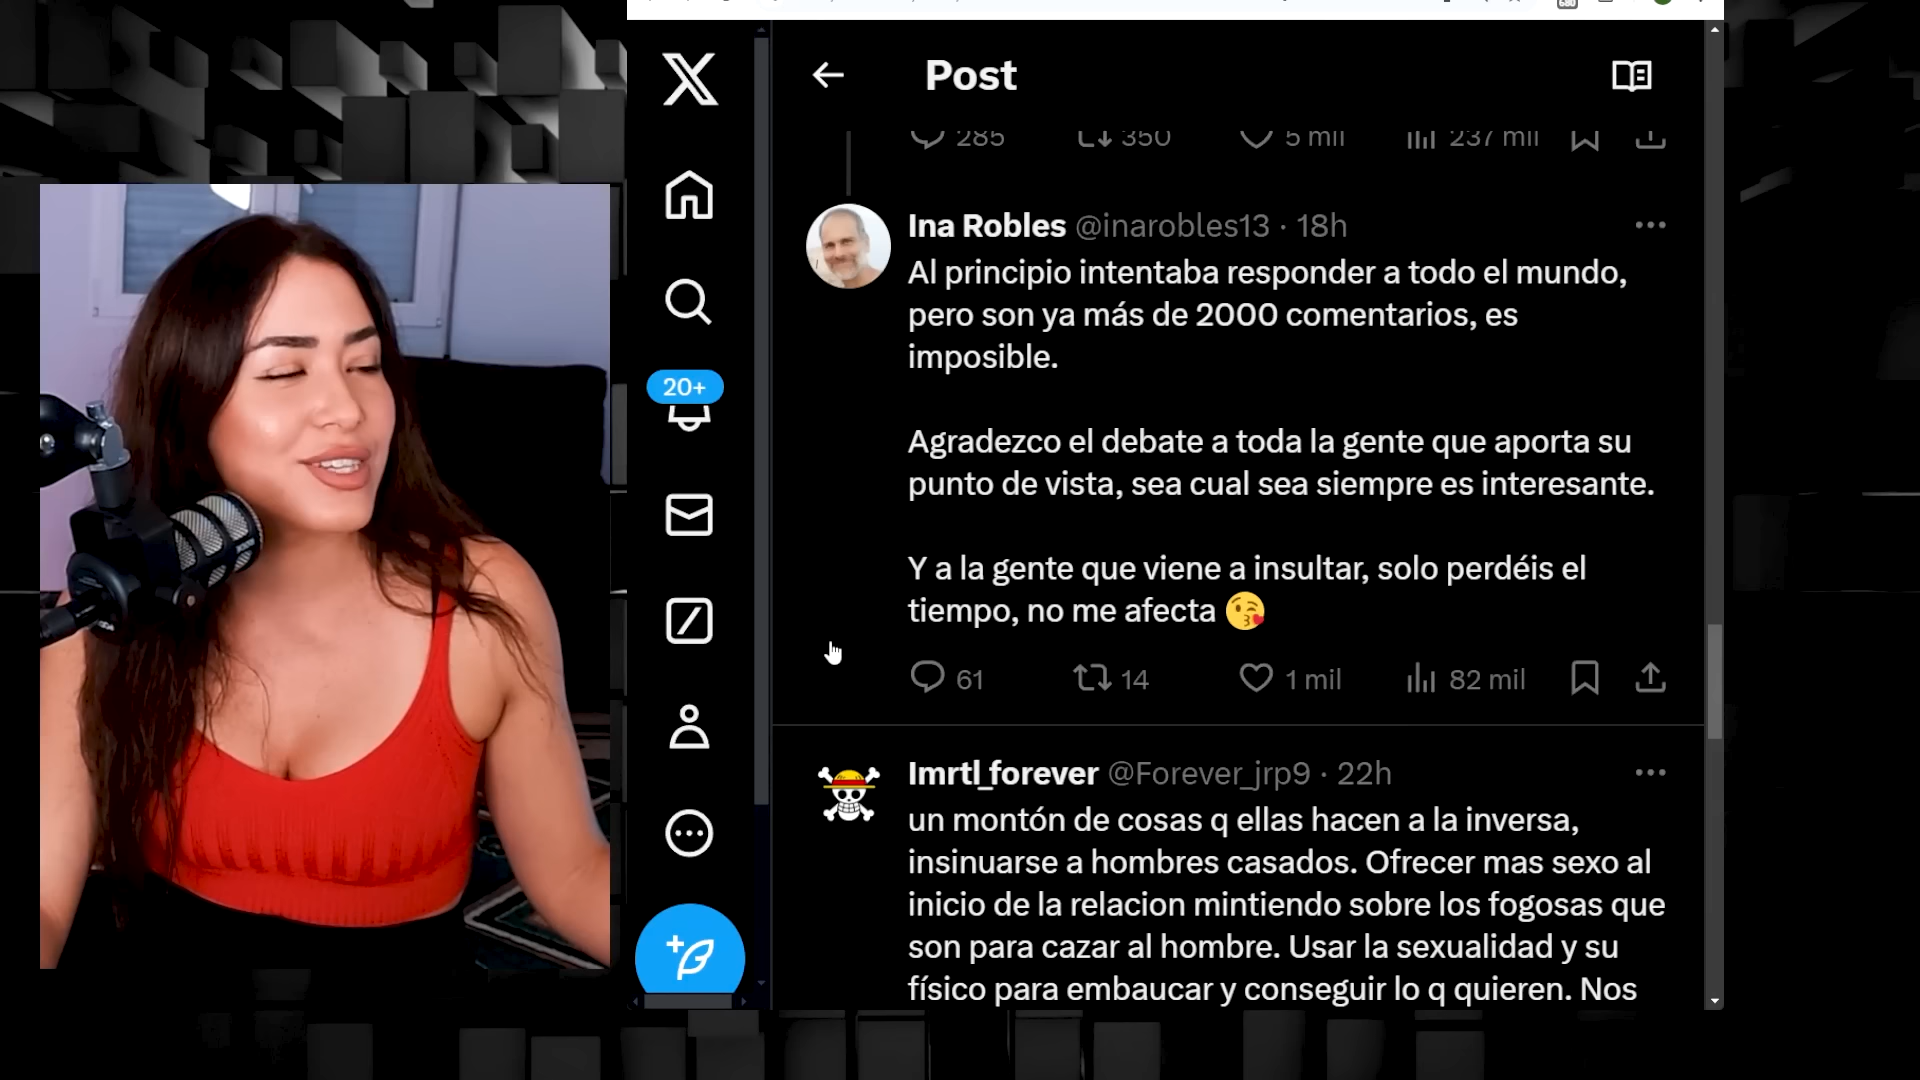 Post
285 350 5 mil 237 mil
Ina Robles @inarobles13 · 18h
Al principio intentaba responder a todo el mundo,
pero son ya más de 2000 comentarios, es
imposible.
Agradezco el debate a toda la gente que aporta su
punto de vista, sea cual sea siempre es interesante.
Y a la gente que viene a insultar, solo perdéis el
tiempo, no me afecta 😘
61 14 1 mil 82 mil
Imrtl_forever @Forever_jrp9 · 22h
un montón de cosas q ellas hacen a la inversa,
insinuarse a hombres casados. Ofrecer mas sexo al
inicio de la relacion mintiendo sobre los fogosas que
son para cazar al hombre. Usar la sexualidad y su
físico para embaucar y conseguir lo q quieren. Nos
20+